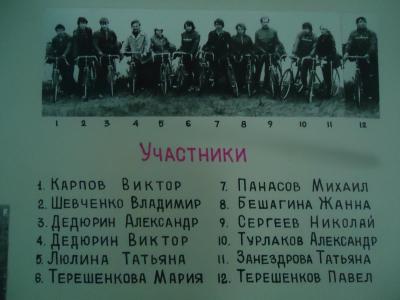 1 2 3 4 5 6 7 8 9 10 11 12
Участники
1. Карпов Виктор
2. Шевченко Владимир
3. Дедюрин Александр
4. Дедюрин Виктор
5. Люлина Татьяна
6. Терешенкова Мария
7. Панасов Михаил
8. Бешагина Жанна
9. Сергеев Николай
10. Турлаков Александр
11. Занездрова Татьяна
12. Терешенков Павел